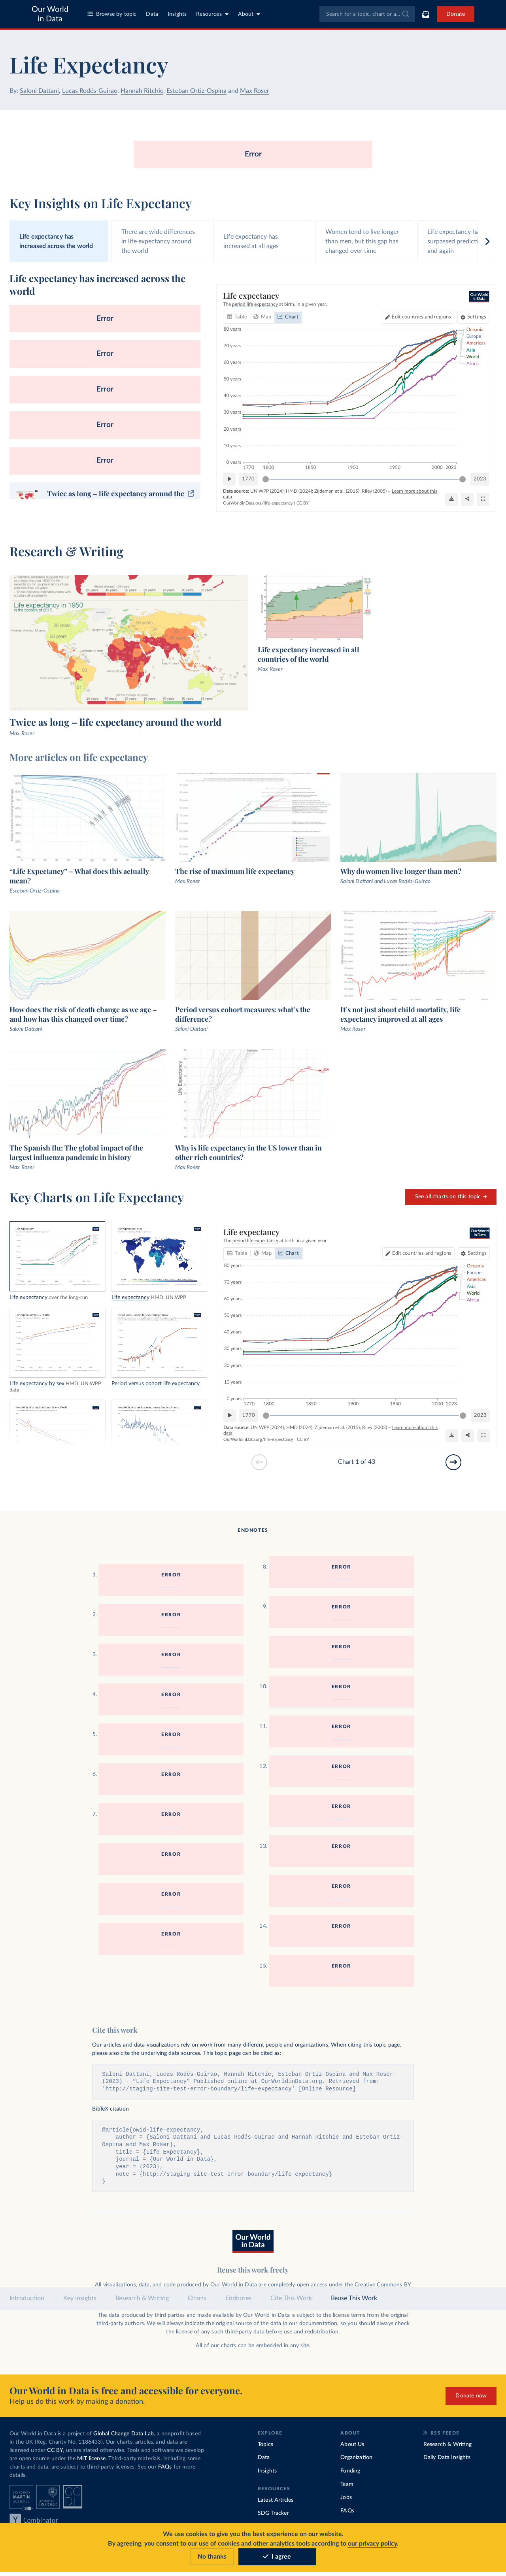 Our World
in Data
Browse by topic
Data
Insights
Resources
About
Search for a topic, chart or a...
Donate
Life Expectancy
By: Saloni Dattani, Lucas Rodés-Guirao, Hannah Ritchie, Esteban Ortiz-Ospina and Max Roser
Error
Key Insights on Life Expectancy
Life expectancy has
increased across the world
There are wide differences
in life expectancy around
the world
Life expectancy has
increased at all ages
Women tend to live longer
than men, but this gap has
changed over time
Life expectancy ha
surpassed predicti
and again
Life expectancy has increased across the
world
Error
Error
Error
Error
Error
Twice as long – life expectancy around the
Life expectancy
The period life expectancy at birth, in a given year.
Table
Map
Chart
Edit countries and regions
Settings
80 years
70 years
60 years
50 years
40 years
30 years
20 years
10 years
0 years
Oceania
Europe
Americas
Asia
World
Africa
1770 1800 1850 1900 1950 2000 2023
1770
2023
Data source: UN WPP (2024); HMD (2024); Zijdeman et al. (2015); Riley (2005) – Learn more about this
data
OurWorldinData.org/life-expectancy | CC BY
Research & Writing
Life expectancy in 1950
Twice as long – life expectancy around the world
Max Roser
Life expectancy increased in all
countries of the world
Max Roser
More articles on life expectancy
“Life Expectancy” – What does this actually
mean?
Esteban Ortiz-Ospina
The rise of maximum life expectancy
Max Roser
Why do women live longer than men?
Saloni Dattani and Lucas Rodés-Guirao
How does the risk of death change as we age –
and how has this changed over time?
Saloni Dattani
Period versus cohort measures: what's the
difference?
Saloni Dattani
It's not just about child mortality, life
expectancy improved at all ages
Max Roser
The Spanish flu: The global impact of the
largest influenza pandemic in history
Max Roser
Life Expectancy
Why is life expectancy in the US lower than in
other rich countries?
Max Roser
Key Charts on Life Expectancy
See all charts on this topic →
Life expectancy over the long-run
Life expectancy HMD, UN WPP
Life expectancy by sex HMD, UN WPP
data
Period versus cohort life expectancy
Life expectancy
The period life expectancy at birth, in a given year.
Table
Map
Chart
Edit countries and regions
Settings
80 years
70 years
60 years
50 years
40 years
30 years
20 years
10 years
0 years
Oceania
Europe
Americas
Asia
World
Africa
1770 1800 1850 1900 1950 2000 2023
1770
2023
Data source: UN WPP (2024); HMD (2024); Zijdeman et al. (2015); Riley (2005) – Learn more about this
data
OurWorldinData.org/life-expectancy | CC BY
Chart 1 of 43
ENDNOTES
1. ERROR
2. ERROR
3. ERROR
4. ERROR
5. ERROR
6. ERROR
7. ERROR
ERROR
ERROR
ERROR
8. ERROR
9. ERROR
ERROR
10. ERROR
11. ERROR
12. ERROR
ERROR
13. ERROR
ERROR
14. ERROR
15. ERROR
Cite this work
Our articles and data visualizations rely on work from many different people and organizations. When citing this topic page,
please also cite the underlying data sources. This topic page can be cited as:
Saloni Dattani, Lucas Rodés-Guirao, Hannah Ritchie, Esteban Ortiz-Ospina and Max Roser
(2023) - “Life Expectancy” Published online at OurWorldinData.org. Retrieved from:
'http://staging-site-test-error-boundary/life-expectancy' [Online Resource]
BibTeX citation
@article{owid-life-expectancy,
author = {Saloni Dattani and Lucas Rodés-Guirao and Hannah Ritchie and Esteban Ortiz-
Ospina and Max Roser},
title = {Life Expectancy},
journal = {Our World in Data},
year = {2023},
note = {http://staging-site-test-error-boundary/life-expectancy}
}
Our World
in Data
Reuse this work freely
All visualizations, data, and code produced by Our World in Data are completely open access under the Creative Commons BY
Introduction
Key Insights
Research & Writing
Charts
Endnotes
Cite This Work
Reuse This Work
The data produced by third parties and made available by Our World in Data is subject to the license terms from the original
third-party authors. We will always indicate the original source of the data in our documentation, so you should always check
the license of any such third-party data before use and redistribution.
All of our charts can be embedded in any site.
Our World in Data is free and accessible for everyone.
Help us do this work by making a donation.
Donate now
Our World in Data is a project of Global Change Data Lab, a nonprofit based
in the UK (Reg. Charity No. 1186433). Our charts, articles, and data are
licensed under CC BY, unless stated otherwise. Tools and software we develop
are open source under the MIT license. Third-party materials, including some
charts and data, are subject to third-party licenses. See our FAQs for more
details.
Y Combinator
EXPLORE
Topics
Data
Insights
RESOURCES
Latest Articles
SDG Tracker
ABOUT
About Us
Organization
Funding
Team
Jobs
FAQs
RSS FEEDS
Research & Writing
Daily Data Insights
We use cookies to give you the best experience on our website.
By agreeing, you consent to our use of cookies and other analytics tools according to our privacy policy.
No thanks
I agree